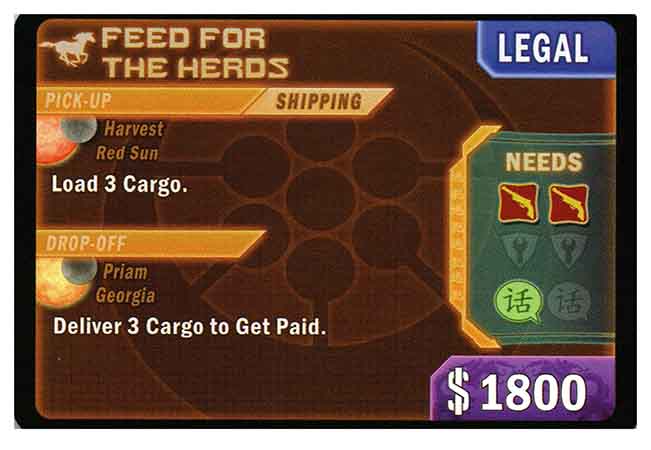 FEED FOR
THE HERDS
LEGAL
PICK-UP
SHIPPING
Harvest
Red Sun
Load 3 Cargo.
NEEDS
DROP-OFF
Priam
Georgia
Deliver 3 Cargo to Get Paid.
话 话
$ 1800